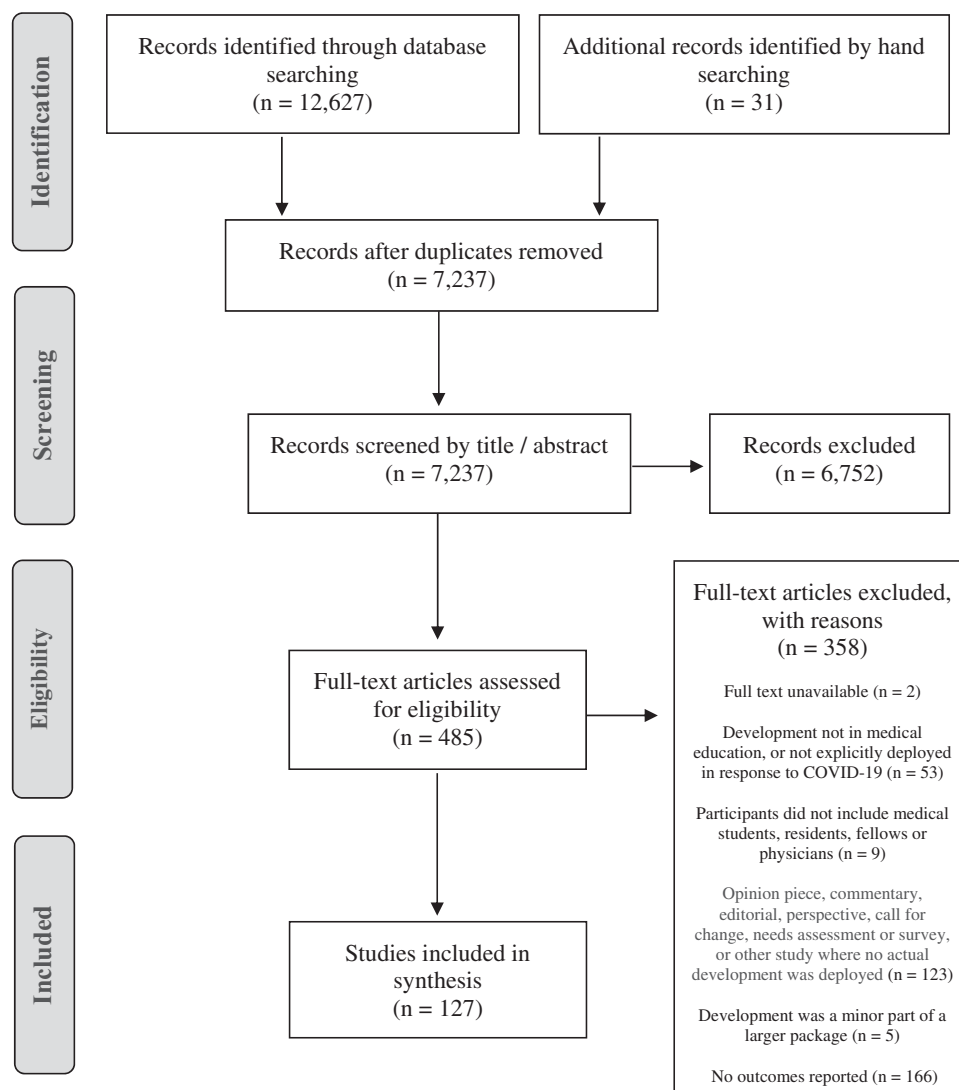 Identification
Records identified through database
searching
(n = 12,627)
Additional records identified by hand
searching
(n = 31)
Records after duplicates removed
(n = 7,237)
Screening
Records screened by title / abstract
(n = 7,237)
Records excluded
(n = 6,752)
Eligibility
Full-text articles assessed
for eligibility
(n = 485)
Full-text articles excluded,
with reasons
(n = 358)
Full text unavailable (n = 2)
Development not in medical
education, or not explicitly deployed
in response to COVID-19 (n = 53)
Participants did not include medical
students, residents, fellows or
physicians (n = 9)
Opinion piece, commentary,
editorial, perspective, call for
change, needs assessment or survey,
or other study where no actual
development was deployed (n = 123)
Development was a minor part of a
larger package (n = 5)
No outcomes reported (n = 166)
Included
Studies included in
synthesis
(n = 127)